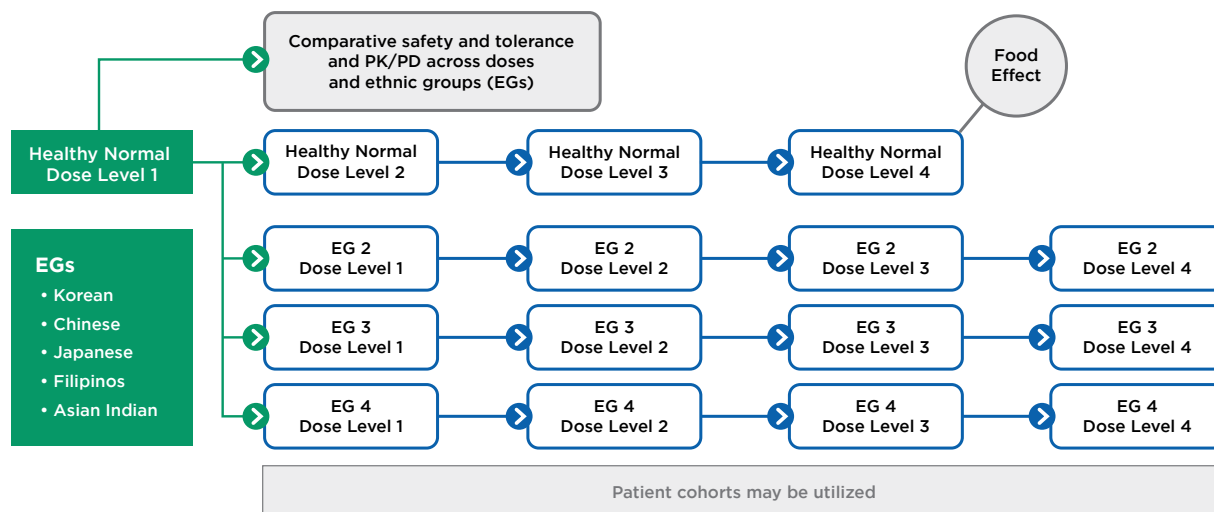 Comparative safety and tolerance
and PK/PD across doses
and ethnic groups (EGs)
Food
Effect
Healthy Normal
Dose Level 1
Healthy Normal
Dose Level 2
Healthy Normal
Dose Level 3
Healthy Normal
Dose Level 4
EGs
• Korean
• Chinese
• Japanese
• Filipinos
• Asian Indian
EG 2
Dose Level 1
EG 2
Dose Level 2
EG 2
Dose Level 3
EG 2
Dose Level 4
EG 3
Dose Level 1
EG 3
Dose Level 2
EG 3
Dose Level 3
EG 3
Dose Level 4
EG 4
Dose Level 1
EG 4
Dose Level 2
EG 4
Dose Level 3
EG 4
Dose Level 4
Patient cohorts may be utilized